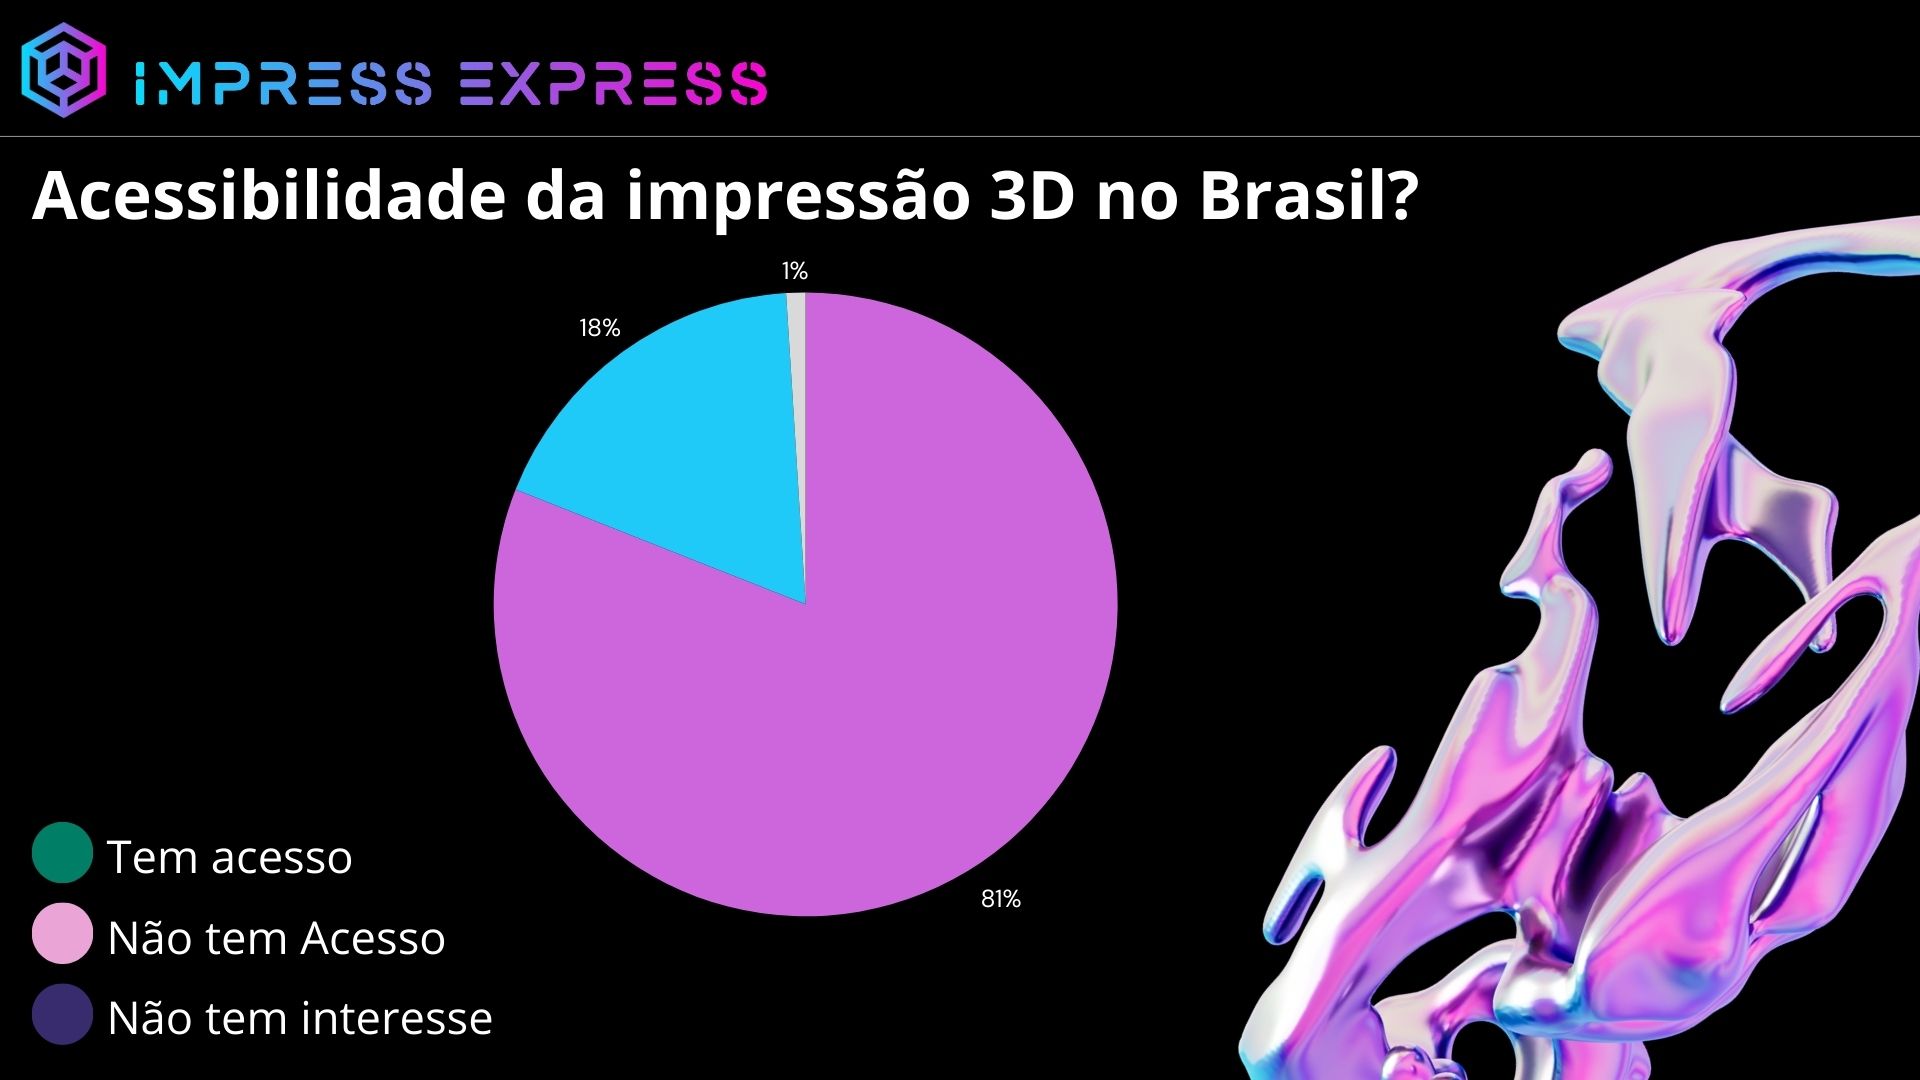 IMPRESS EXPRESS
Acessibilidade da impressão 3D no Brasil?
1%
18%
81%
Tem acesso
Não tem Acesso
Não tem interesse